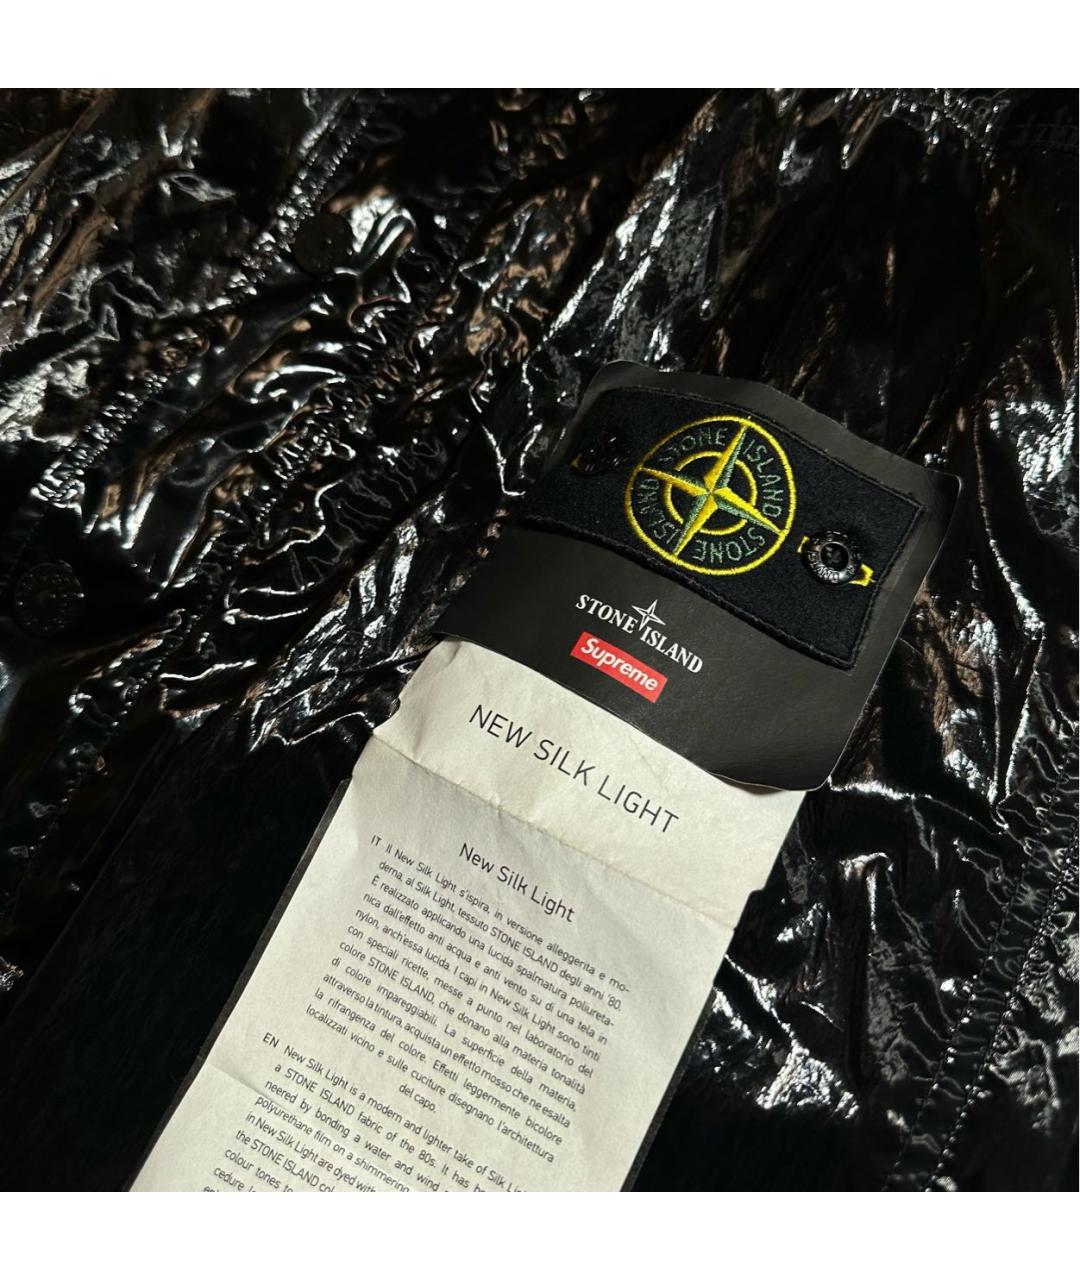 STONE ISLAND STONE ISLAND
STONE ISLAND
Supreme
NEW SILK LIGHT
New Silk Light
IT Il New Silk Light s'ispira, in versione alleggerita e mo-
derna, al Silk Light, tessuto STONE ISLAND degli anni '80.
È realizzato applicando una lucida spalmatura poliureta-
nica dall'effetto anti acqua e anti vento su di una tela in
nylon, anch'essa lucida. I capi in New Silk Light sono tinti
con speciali ricette, messe a punto nel laboratorio del
colore STONE ISLAND, che donano alla materia tonalità
di colore impareggiabili. La superficie della materia,
attraverso la tintura, acquista un effetto mosso che ne esalta
la rifrangenza del colore. Effetti leggermente bicolore
localizzati vicino e sulle cuciture disegnano l'architettura
del capo.
EN New Silk Light is a modern and lighter take of Silk
a STONE ISLAND fabric of the 80s. It has
neered by bonding a water and wind
polyurethane film on a shimmering
in New Silk Light are dyed with
the STONE ISLAND
colour tones
cedure